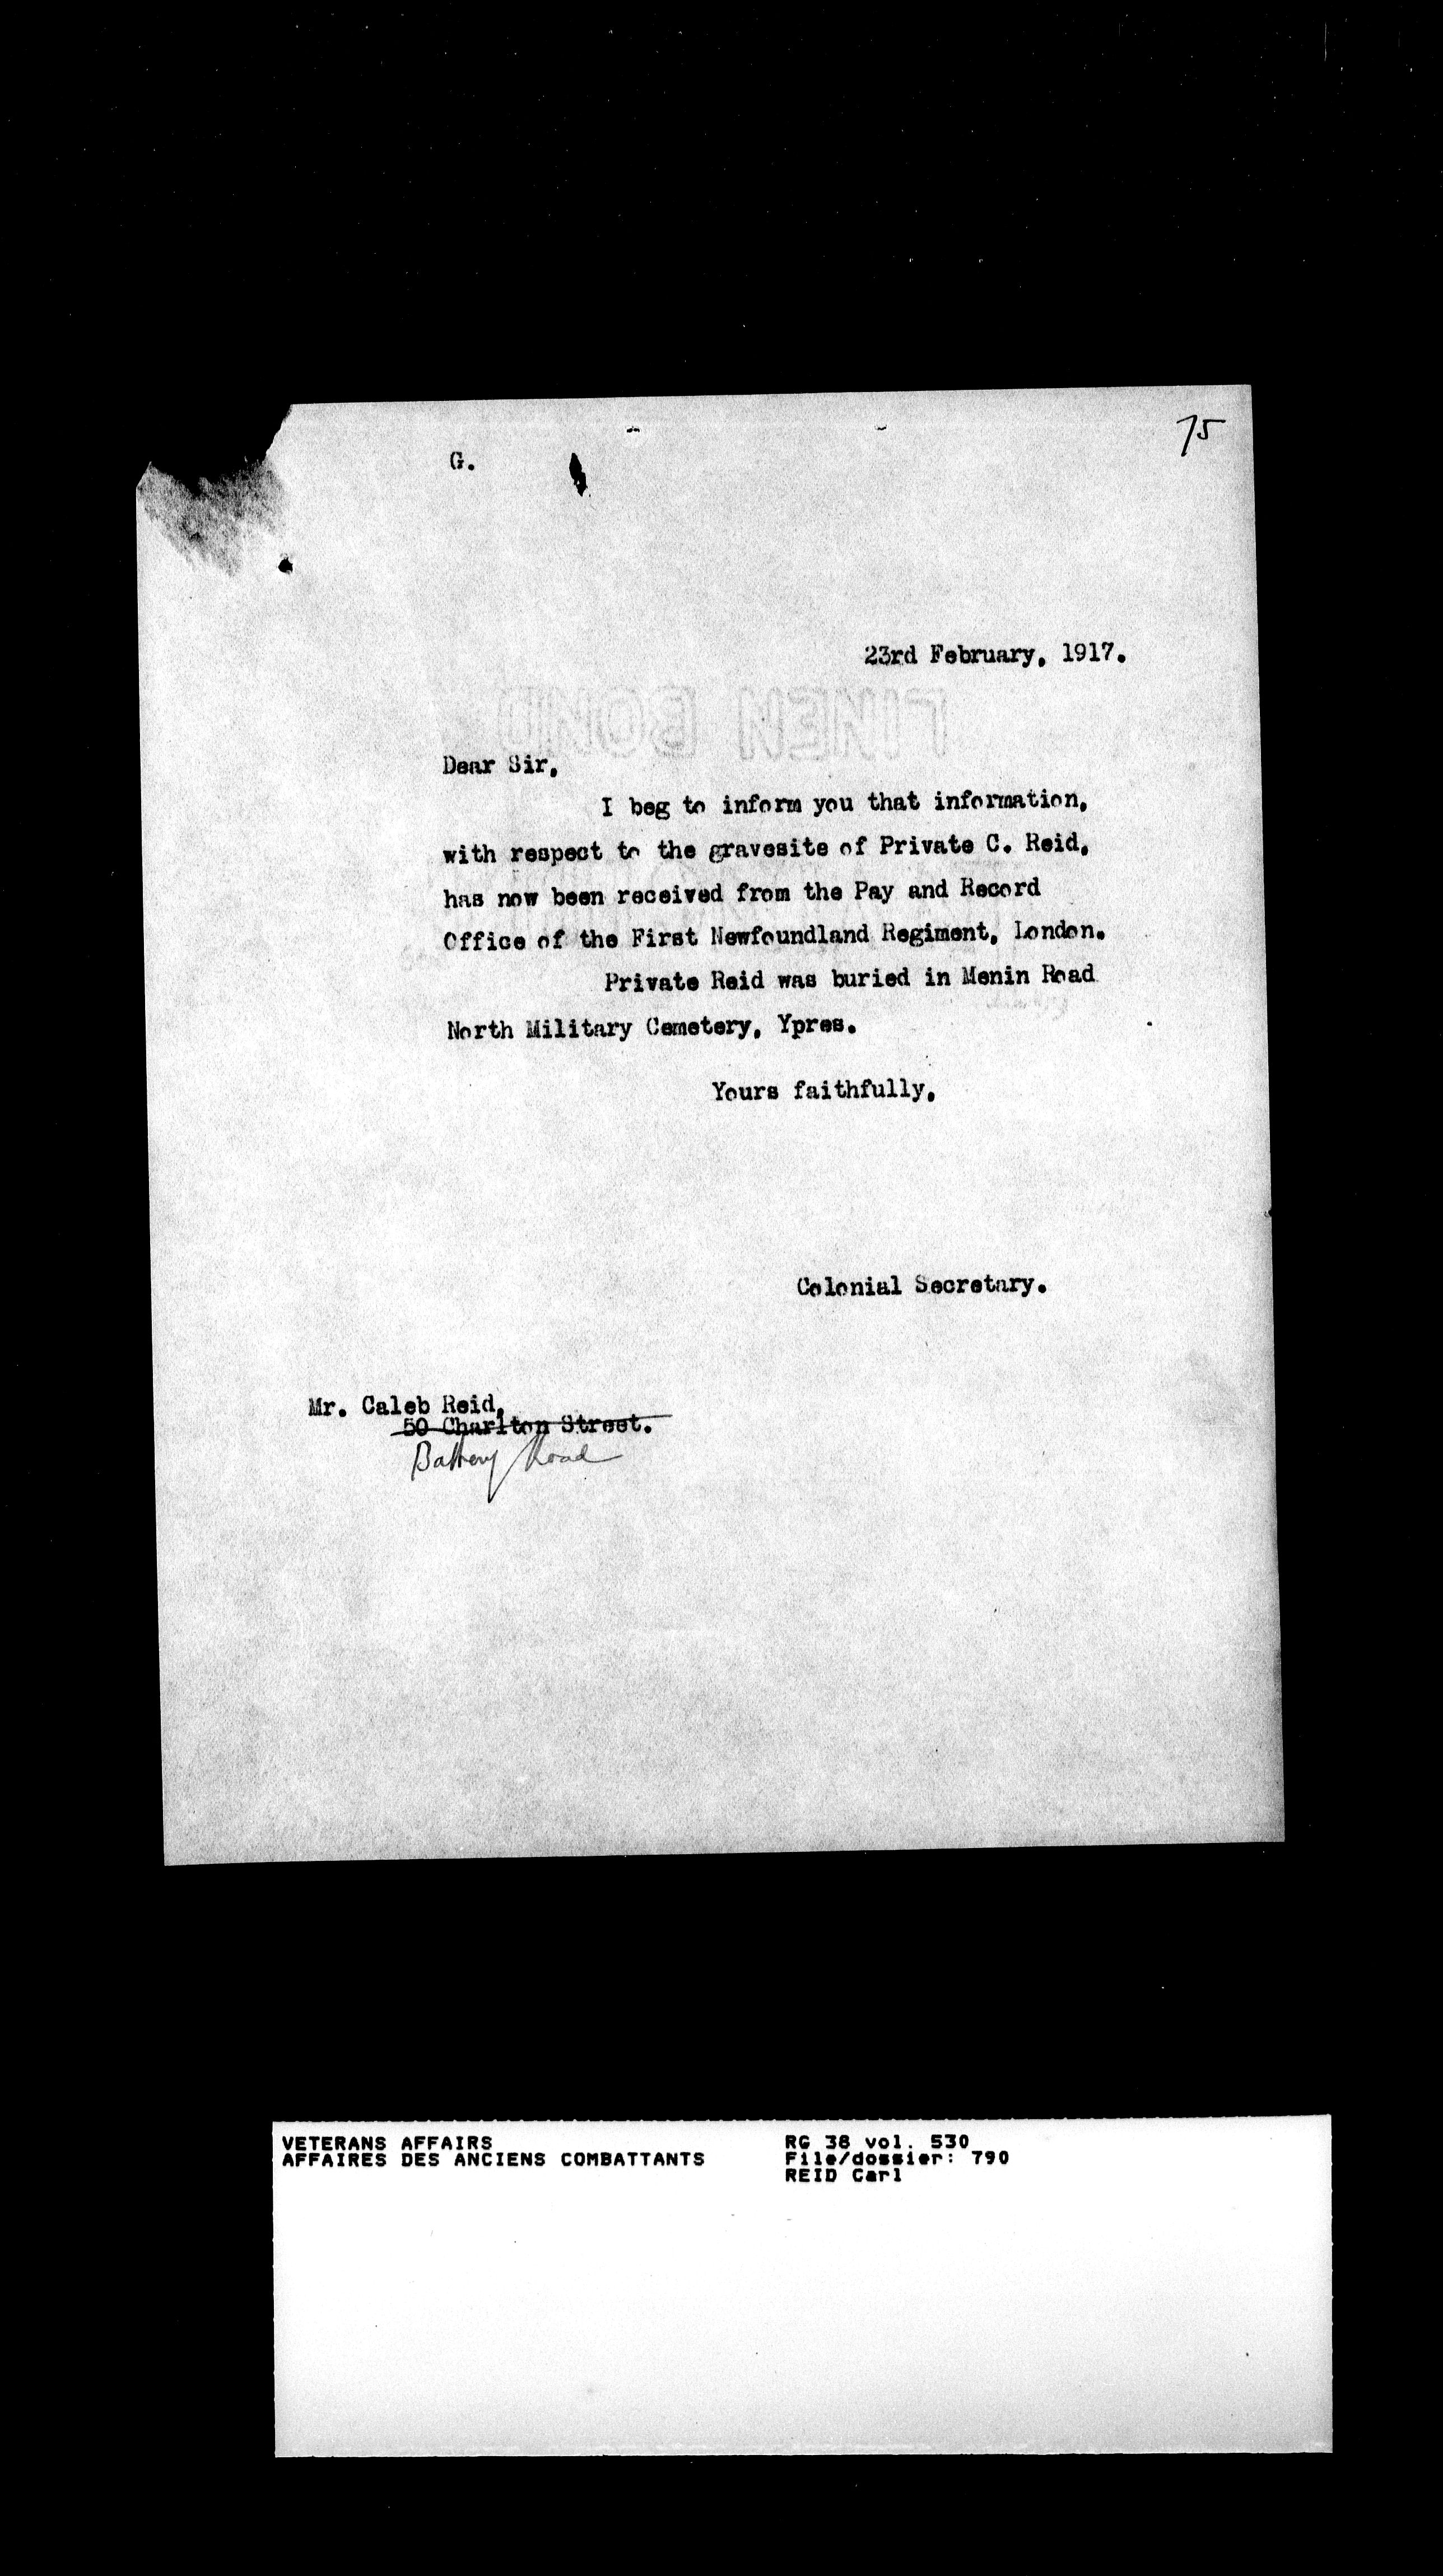 75
G.
23rd February, 1917.
LINEN BOND
Dear Sir,
I beg to inform you that information,
with respect to the gravesite of Private C. Reid,
has now been received from the Pay and Record
Office of the First Newfoundland Regiment, London.
Private Reid was buried in Menin Road
North Military Cemetery, Ypres.
Yours faithfully,
Colonial Secretary.
Mr. Caleb Reid,
50 Charlton Street.
Battery Road
VETERANS AFFAIRS
AFFAIRES DES ANCIENS COMBATTANTS
RG 38 vol. 530
File/dossier: 790
REID Carl